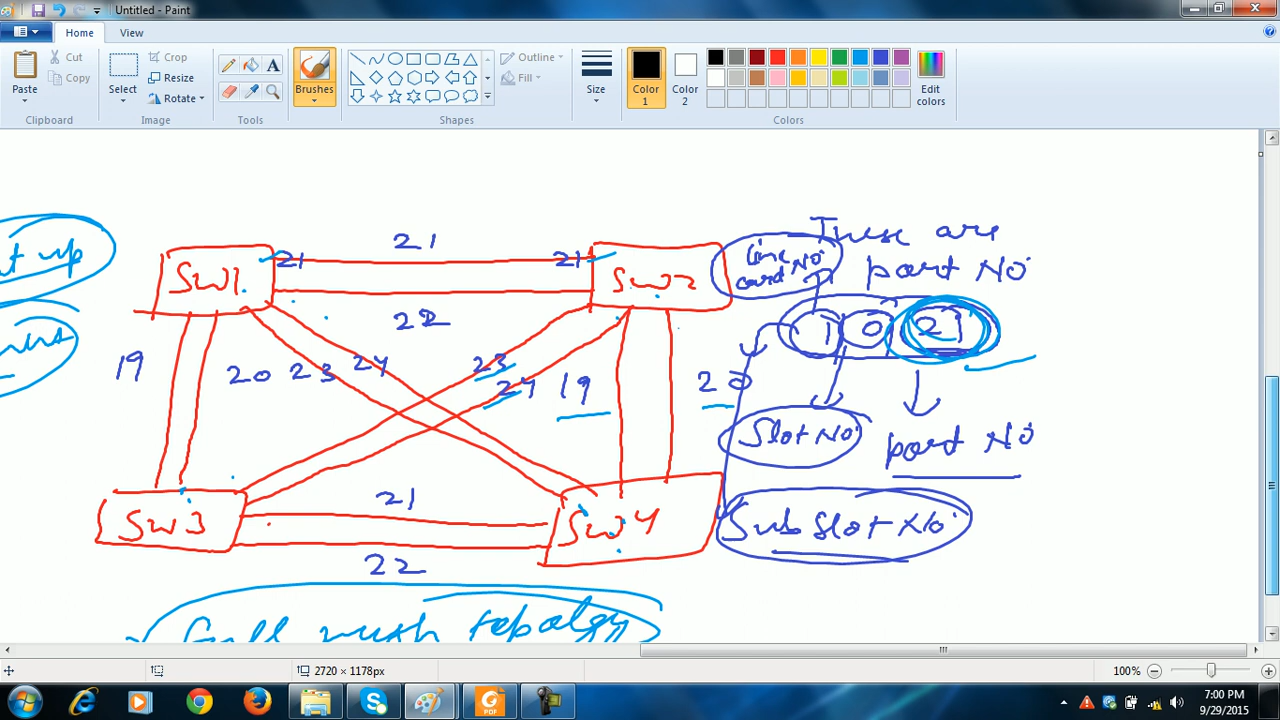 Untitled - Paint
Home
View
Paste
Cut
Copy
Clipboard
Select
Crop
Resize
Rotate
Image
Tools
Brushes
Shapes
Outline
Fill
Size
Color 1
Color 2
Colors
Edit colors
t up
These are
port No
Line No
card
SW1
21
21
21
SW2
22
1 0 21
19
20
23
24
23
24
19
20
Slot No
port No
SW3
21
22
SW4
Sub Slot No
full mesh topology
2720 × 1178px
100%
7:00 PM
9/29/2015
PDF